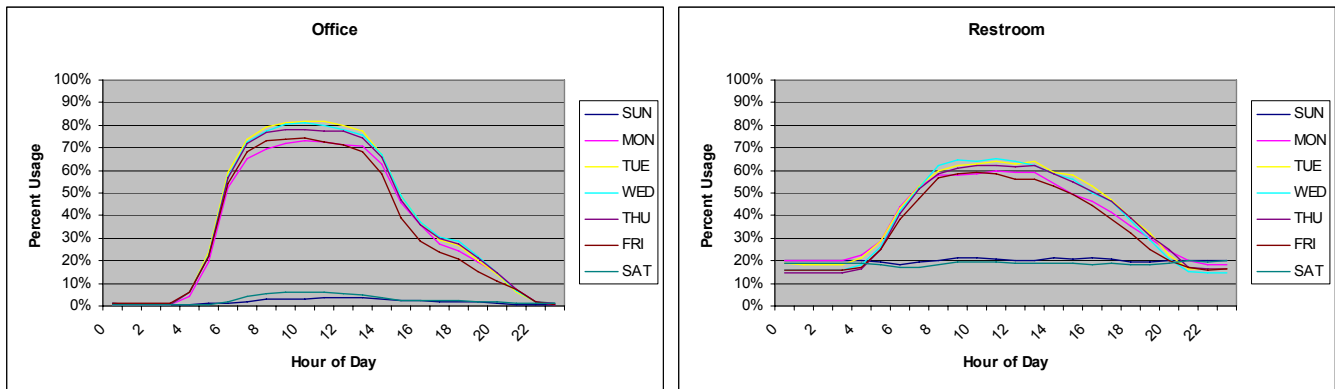 Office
Percent Usage
100%
90%
80%
70%
60%
50%
40%
30%
20%
10%
0%
0 2 4 6 8 10 12 14 16 18 20 22
Hour of Day
SUN
MON
TUE
WED
THU
FRI
SAT
Restroom
Percent Usage
100%
90%
80%
70%
60%
50%
40%
30%
20%
10%
0%
0 2 4 6 8 10 12 14 16 18 20 22
Hour of Day
SUN
MON
TUE
WED
THU
FRI
SAT